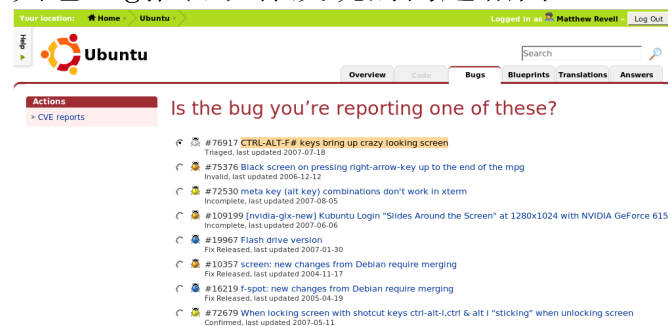 Your location: Home Ubuntu Logged in as Matthew Revell - Log Out
Help
Ubuntu
Search
Overview Code Bugs Blueprints Translations Answers
Actions
» CVE reports
Is the bug you're reporting one of these?
#76917 CTRL-ALT-F# keys bring up crazy looking screen
Triaged, last updated 2007-07-18
#75376 Black screen on pressing right-arrow-key up to the end of the mpg
Invalid, last updated 2006-12-12
#72530 meta key (alt key) combinations don't work in xterm
Incomplete, last updated 2007-08-05
#109199 [nvidia-glx-new] Kubuntu Login "Slides Around the Screen" at 1280x1024 with NVIDIA GeForce 615
Incomplete, last updated 2007-06-06
#19967 Flash drive version
Fix Released, last updated 2007-01-30
#10357 screen: new changes from Debian require merging
Fix Released, last updated 2004-11-17
#16219 f-spot: new changes from Debian require merging
Fix Released, last updated 2005-04-19
#72679 When locking screen with shotcut keys ctrl-alt-l,ctrl & alt i "sticking" when unlocking screen
Confirmed, last updated 2007-05-11